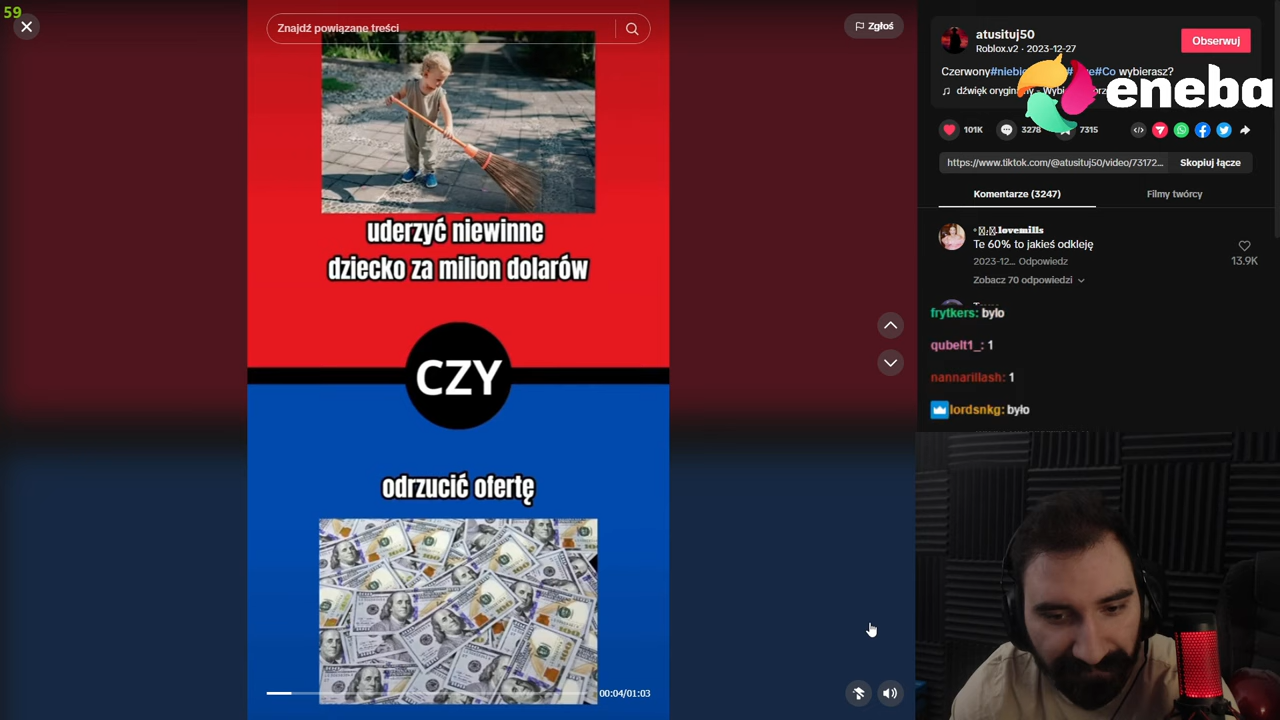 59
Znajdź powiązane treści
Zgłoś
uderzyć niewinne
dziecko za milion dolarów
CZY
odrzucić ofertę
00:04/01:03
atusituj50
Roblox.v2 · 2023-12-27
Obserwuj
Czerwony #Co wybierasz?
eneba
101K
3278
7315
https://www.tiktok.com/@atusituj50/video/73172...
Skopiuj łącze
Komentarze (3247)
Filmy twórcy
.lovemills
Te 60% to jakieś odkleję
2023-12... Odpowiedz
13.9K
Zobacz 70 odpowiedzi
frytkers: było
qubelt1_: 1
nannarillash: 1
lordsnkg: było